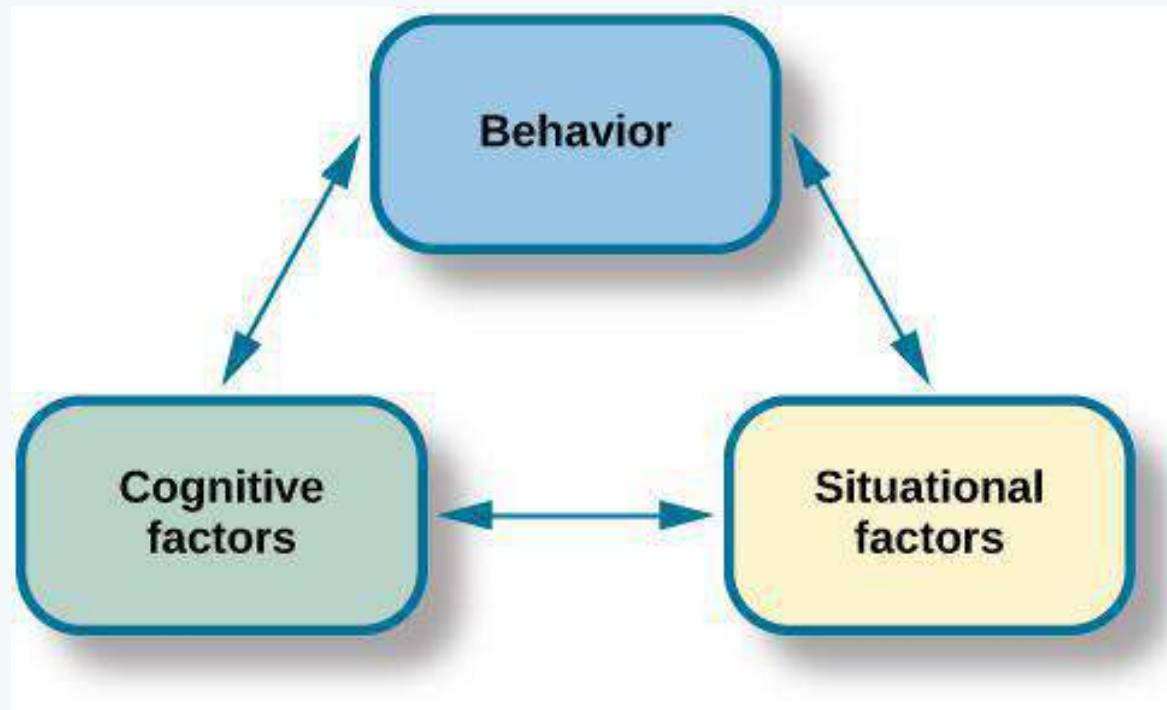 Behavior
Cognitive
factors
Situational
factors